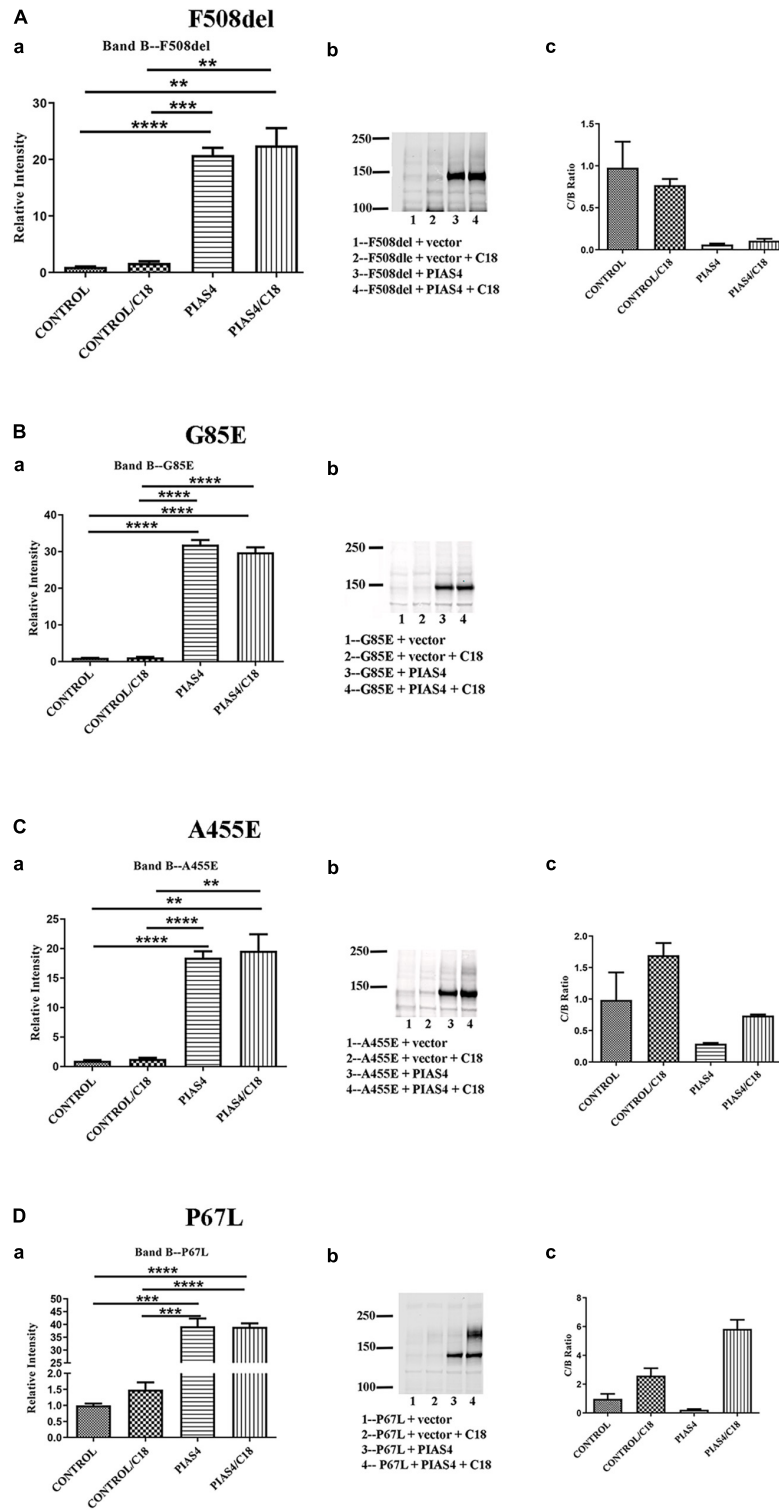 A
F508del
a
b
c
Band B--F508del
**
**
***
****
Relative Intensity
30
20
10
0
CONTROL
CONTROL/C18
PIAS4
PIAS4/C18
250
150
100
1 2 3 4
1--F508del + vector
2--F508dle + vector + C18
3--F508del + PIAS4
4--F508del + PIAS4 + C18
C/B Ratio
1.5
1.0
0.5
0.0
CONTROL
CONTROL/C18
PIAS4
PIAS4/C18
B
G85E
a
b
Band B--G85E
****
****
****
****
Relative Intensity
40
30
20
10
0
CONTROL
CONTROL/C18
PIAS4
PIAS4/C18
250
150
1 2 3 4
1--G85E + vector
2--G85E + vector + C18
3--G85E + PIAS4
4--G85E + PIAS4 + C18
C
A455E
a
b
c
Band B--A455E
**
**
****
****
Relative Intensity
25
20
15
10
5
0
CONTROL
CONTROL/C18
PIAS4
PIAS4/C18
250
150
1 2 3 4
1--A455E + vector
2--A455E + vector + C18
3--A455E + PIAS4
4--A455E + PIAS4 + C18
C/B Ratio
2.0
1.5
1.0
0.5
0.0
CONTROL
CONTROL/C18
PIAS4
PIAS4/C18
D
P67L
a
b
c
Band B--P67L
****
****
***
***
Relative Intensity
50
45
40
35
30
25
2.0
1.5
1.0
0.5
0.0
CONTROL
CONTROL/C18
PIAS4
PIAS4/C18
250
150
100
1 2 3 4
1--P67L + vector
2--P67L + vector + C18
3--P67L + PIAS4
4-- P67L + PIAS4 + C18
C/B Ratio
8
6
4
2
0
CONTROL
CONTROL/C18
PIAS4
PIAS4/C18